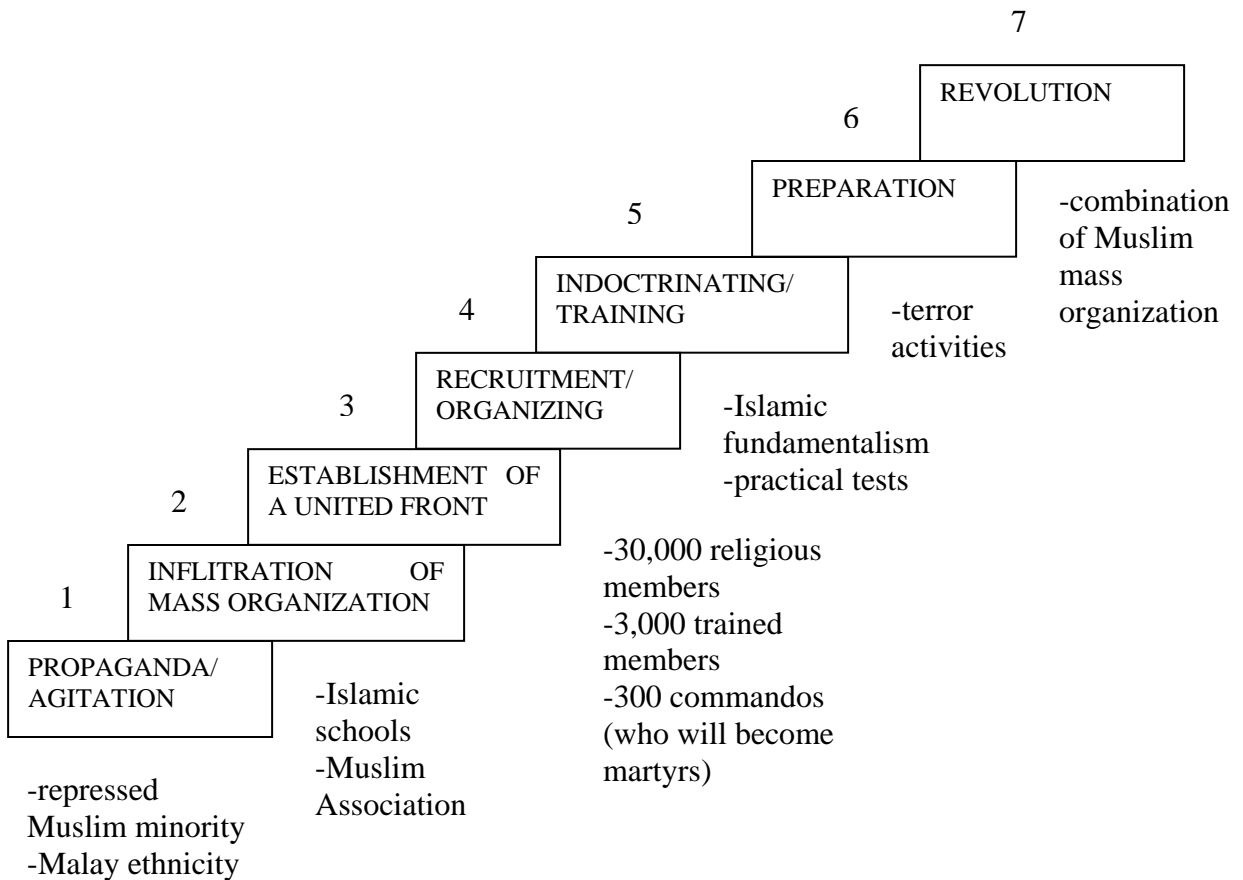 7
REVOLUTION
6
PREPARATION
-combination
of Muslim
mass
organization
5
INDOCTRINATING/
TRAINING
-terror
activities
4
RECRUITMENT/
ORGANIZING
-Islamic
fundamentalism
-practical tests
3
ESTABLISHMENT OF
A UNITED FRONT
-30,000 religious
members
-3,000 trained
members
-300 commandos
(who will become
martyrs)
2
INFLITRATION OF
MASS ORGANIZATION
-Islamic
schools
-Muslim
Association
1
PROPAGANDA/
AGITATION
-repressed
Muslim minority
-Malay ethnicity